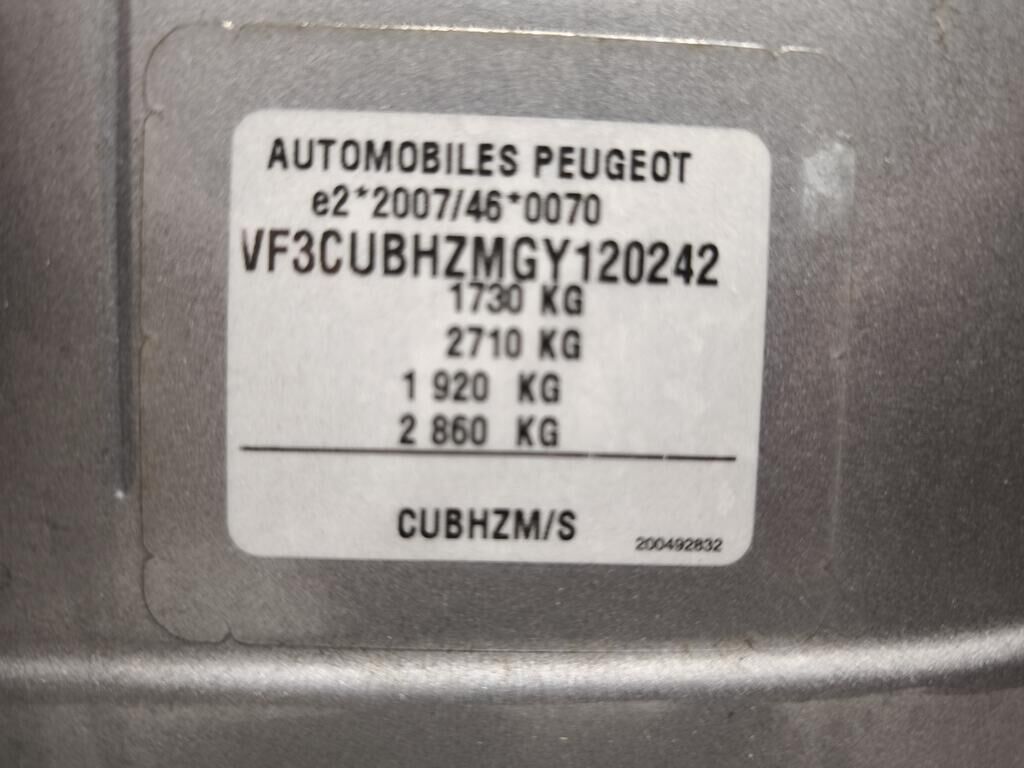 AUTOMOBILES PEUGEOT
e2*2007/46*0070
VF3CUBHZMGY120242
1730 KG
2710 KG
1 920 KG
2 860 KG
CUBHZM/S
200492832